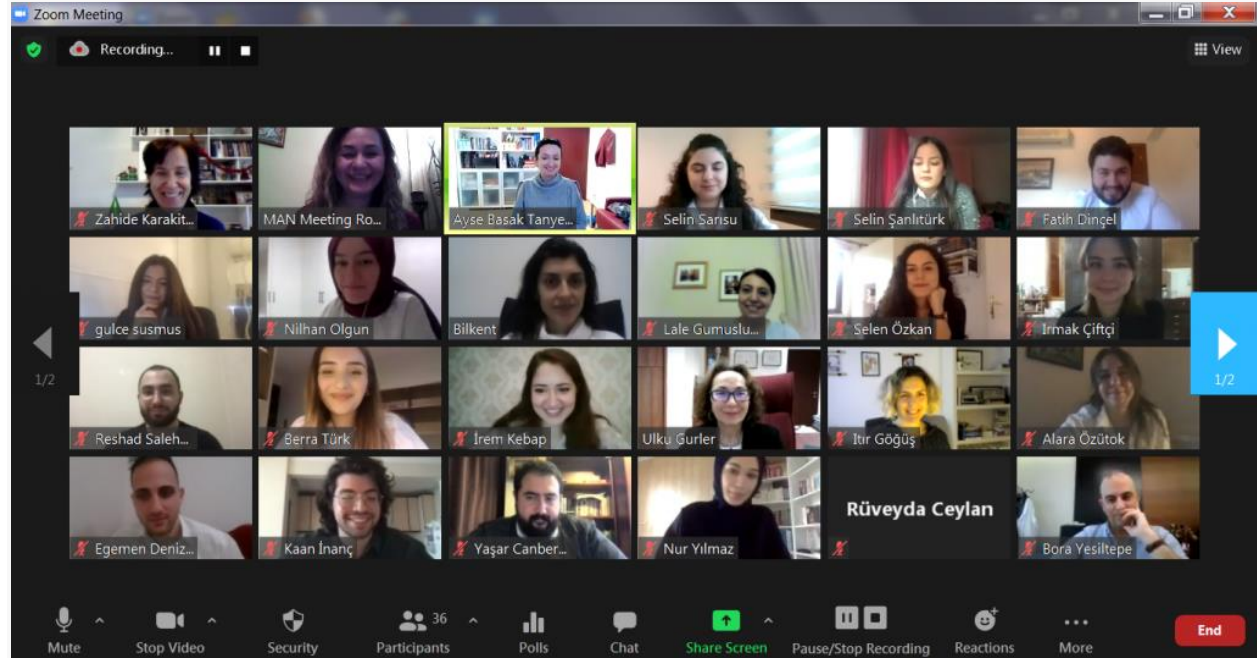 Zoom Meeting
Recording...
View
Zahide Karakit...
MAN Meeting Ro...
Ayse Basak Tanye...
Selin Sarısu
Selin Şanlıtürk
Fatih Dinçel
gulce susmus
Nilhan Olgun
Bilkent
Lale Gumuslu...
Selen Özkan
Irmak Çiftçi
1/2
1/2
Reshad Saleh...
Berra Türk
İrem Kebap
Ulku Gurler
Itır Göğüş
Alara Özütok
Egemen Deniz...
Kaan İnanç
Yaşar Canber...
Nur Yılmaz
Rüveyda Ceylan
Bora Yesiltepe
36
Mute
Stop Video
Security
Participants
Polls
Chat
Share Screen
Pause/Stop Recording
Reactions
More
End